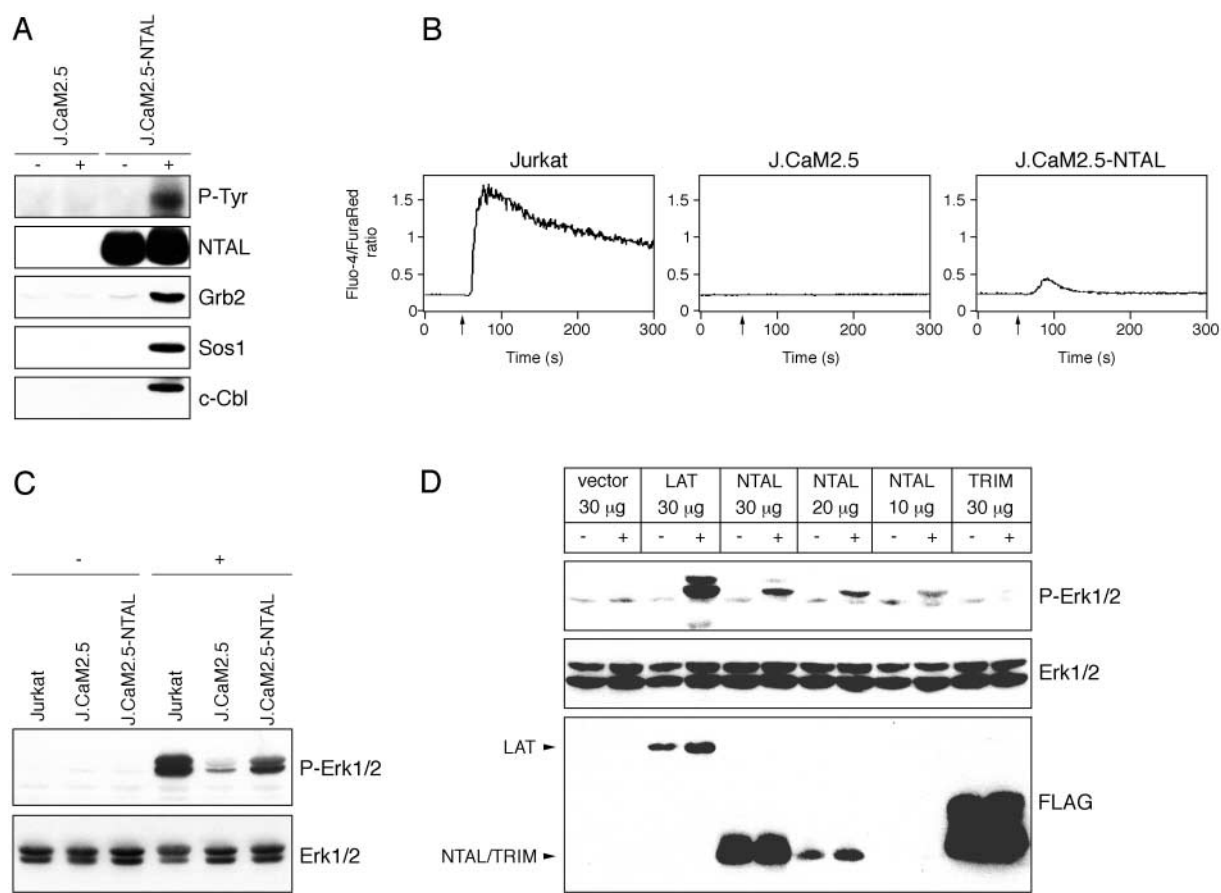 A
J.CaM2.5
J.CaM2.5-NTAL
- + - +
P-Tyr
NTAL
Grb2
Sos1
c-Cbl
B
Jurkat
J.CaM2.5
J.CaM2.5-NTAL
Fluo-4/FuraRed
ratio
1.5
1
0.5
0
0 100 200 300
Time (s)
1.5
1
0.5
0
0 100 200 300
Time (s)
1.5
1
0.5
0
0 100 200 300
Time (s)
C
- +
Jurkat
J.CaM2.5
J.CaM2.5-NTAL
Jurkat
J.CaM2.5
J.CaM2.5-NTAL
P-Erk1/2
Erk1/2
D
vector LAT NTAL NTAL NTAL TRIM
30 µg 30 µg 30 µg 20 µg 10 µg 30 µg
- + - + - + - + - + - +
P-Erk1/2
Erk1/2
LAT
FLAG
NTAL/TRIM